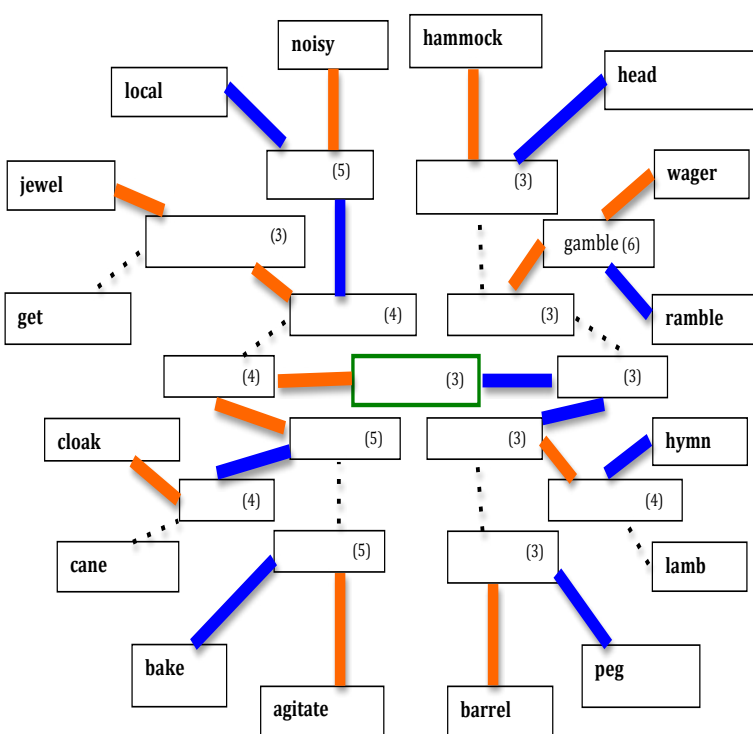 noisy
hammock
local
head
(5)
(3)
jewel
wager
(3)
gamble (6)
get
(4)
(3)
ramble
(4)
(3)
(3)
cloak
(5)
(3)
hymn
(4)
(4)
cane
(5)
(3)
lamb
bake
peg
agitate
barrel